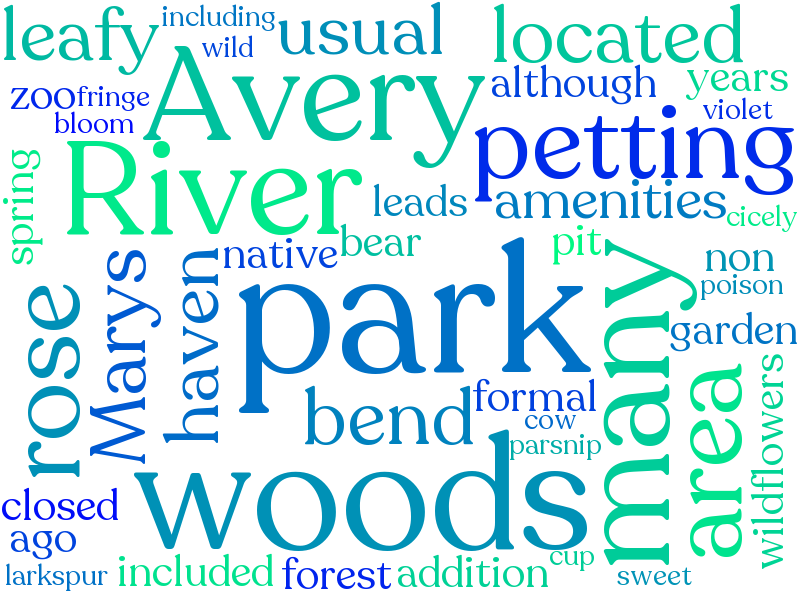 leafy
including
wild
usual
located
zoo
fringe
bloom
Avery
although
years
violet
petting
spring
River
leads
amenities
cicely
native
bear
pit
non
poison
rose
Marys
haven
park
many
garden
bend
formal
cow
parsnip
area
wildflowers
closed
ago
woods
larkspur
included
forest
addition
cup
sweet